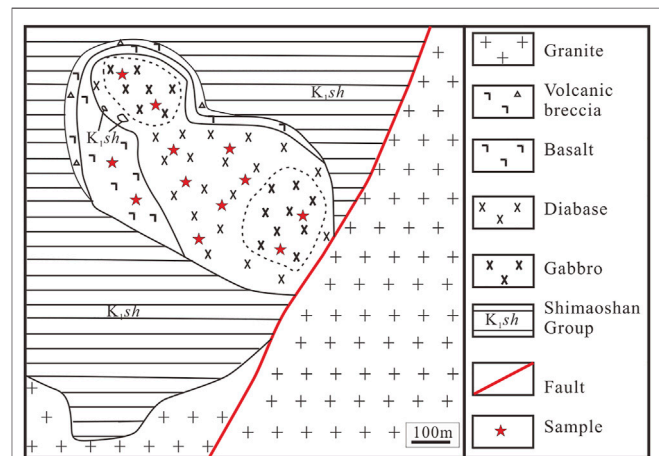 K₁sh
K₁sh
K₁sh
100m
Granite
Volcanic
breccia
Basalt
Diabase
Gabbro
K₁sh
Shimaoshan
Group
Fault
Sample